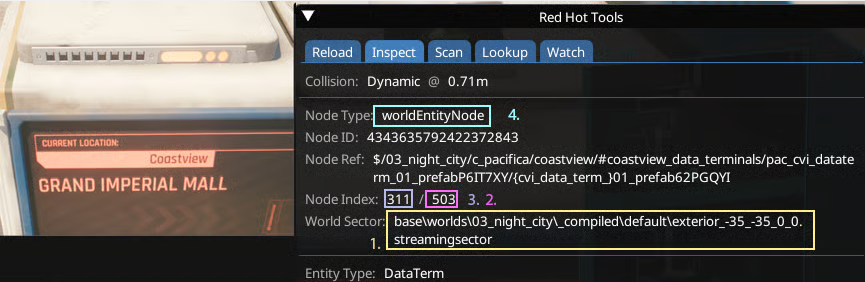 CURRENT LOCATION:
Coastview
GRAND IMPERIAL MALL
Red Hot Tools
Reload Inspect Scan Lookup Watch
Collision: Dynamic @ 0.71m
Node Type: worldEntityNode 4.
Node ID: 4343635792422372843
Node Ref: $/03_night_city/c_pacifica/coastview/#coastview_data_terminals/pac_cvi_datate
rm_01_prefabP6IT7XY/{cvi_data_term_}01_prefab62PGQYI
Node Index: 311 / 503 3. 2.
World Sector: base\worlds\03_night_city\_compiled\default\exterior_-35_-35_0_0.
1. streamingsector
Entity Type: DataTerm